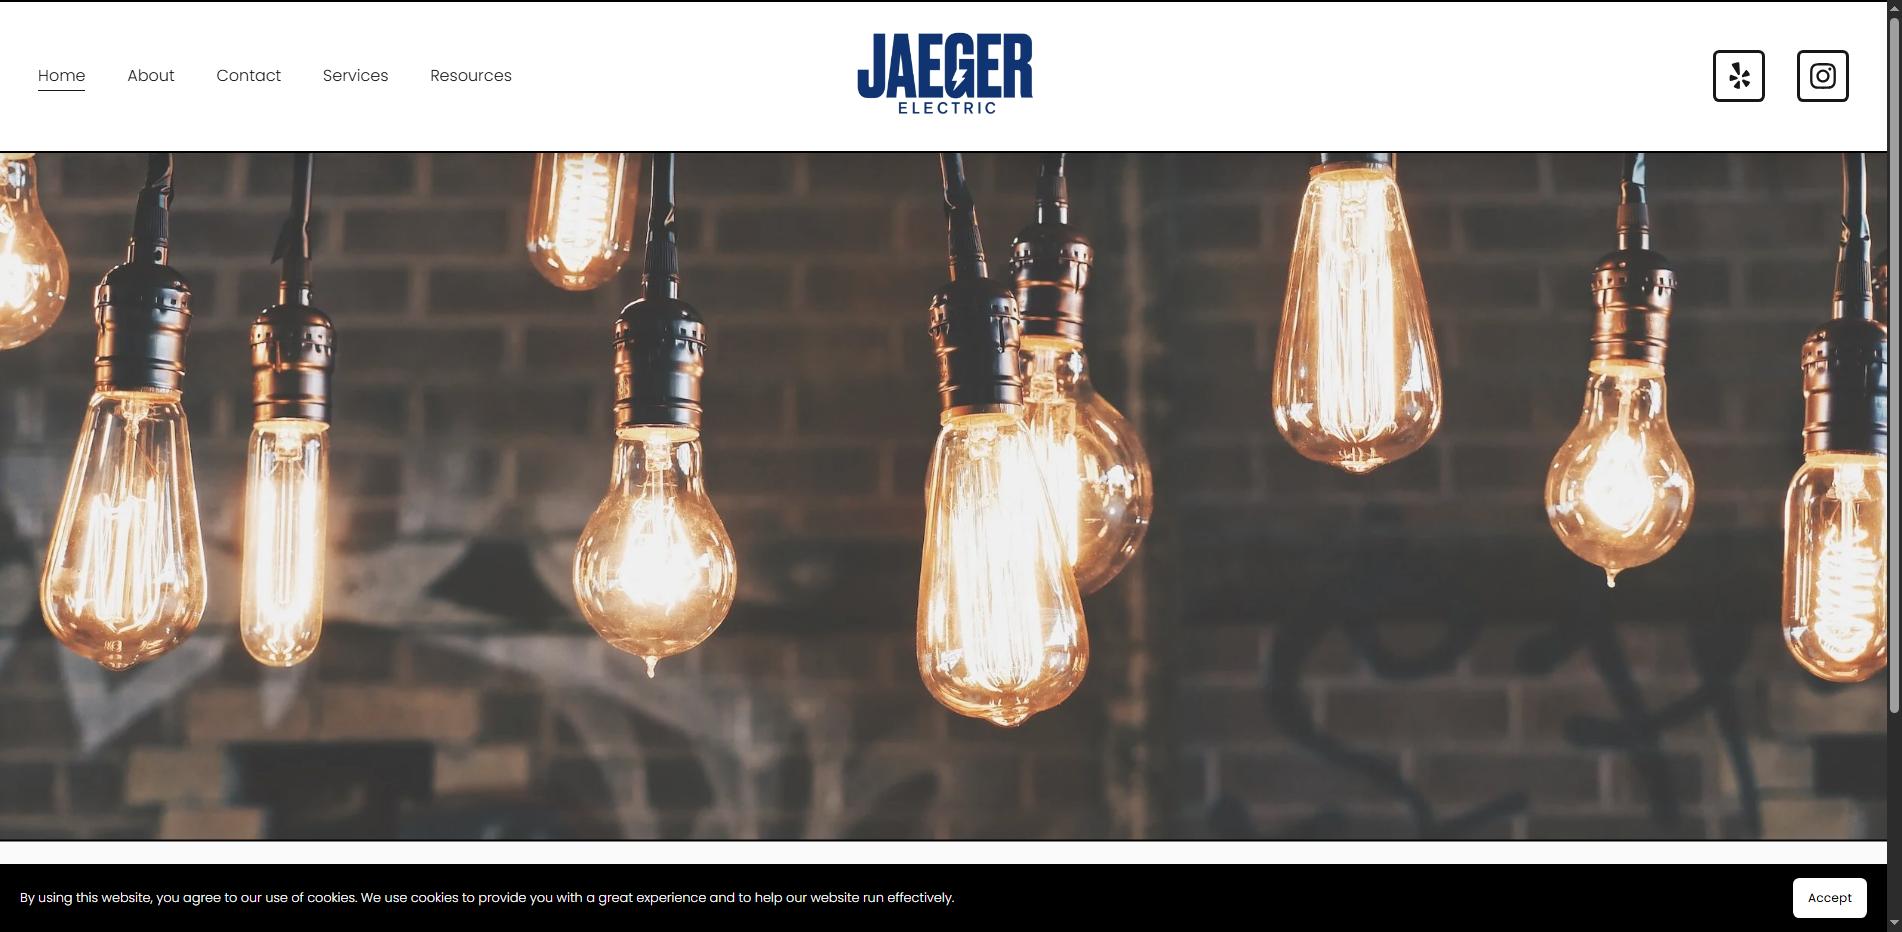 Home
About
Contact
Services
Resources
JAEGER
ELECTRIC
By using this website, you agree to our use of cookies. We use cookies to provide you with a great experience and to help our website run effectively.
Accept